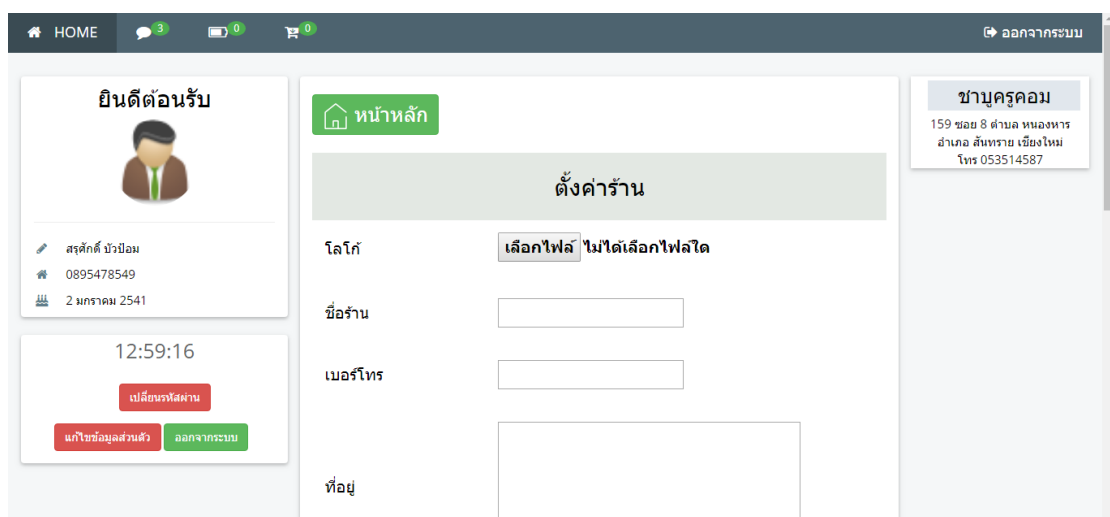 HOME 3 0 0 ออกจากระบบ
ยินดีต้อนรับ
สรุศักดิ์ บัวป้อม
0895478549
2 มกราคม 2541
12:59:16
เปลี่ยนรหัสผ่าน
แก้ไขข้อมูลส่วนตัว ออกจากระบบ
หน้าหลัก
ตั้งค่าร้าน
โลโก้ เลือกไฟล์ ไม่ได้เลือกไฟล์ใด
ชื่อร้าน
เบอร์โทร
ที่อยู่
ชาบูครูคอม
159 ซอย 8 ตำบล หนองหาร
อำเภอ สันทราย เชียงใหม่
โทร 053514587